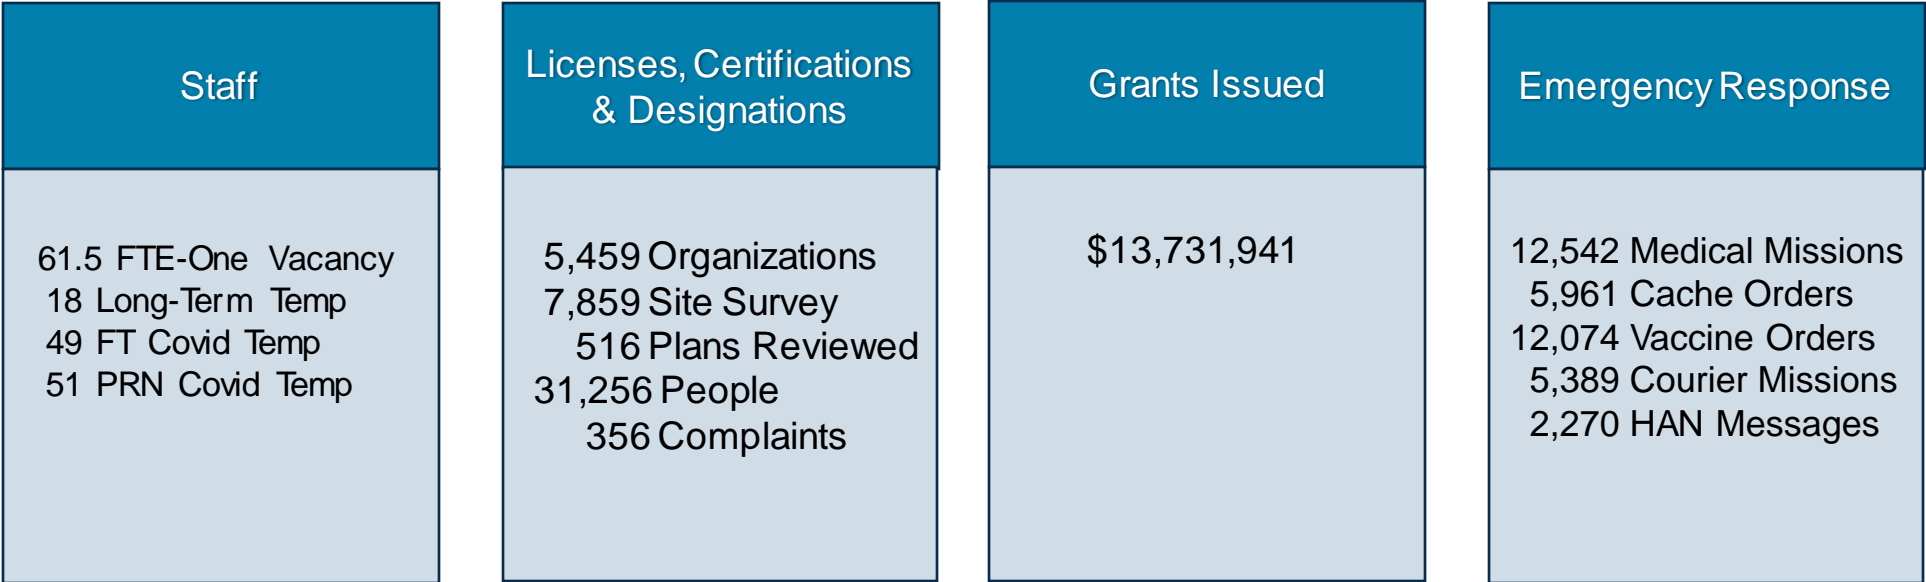 Staff
61.5 FTE-One Vacancy
18 Long-Term Temp
49 FT Covid Temp
51 PRN Covid Temp
Licenses, Certifications
& Designations
5,459 Organizations
7,859 Site Survey
516 Plans Reviewed
31,256 People
356 Complaints
Grants Issued
$13,731,941
Emergency Response
12,542 Medical Missions
5,961 Cache Orders
12,074 Vaccine Orders
5,389 Courier Missions
2,270 HAN Messages